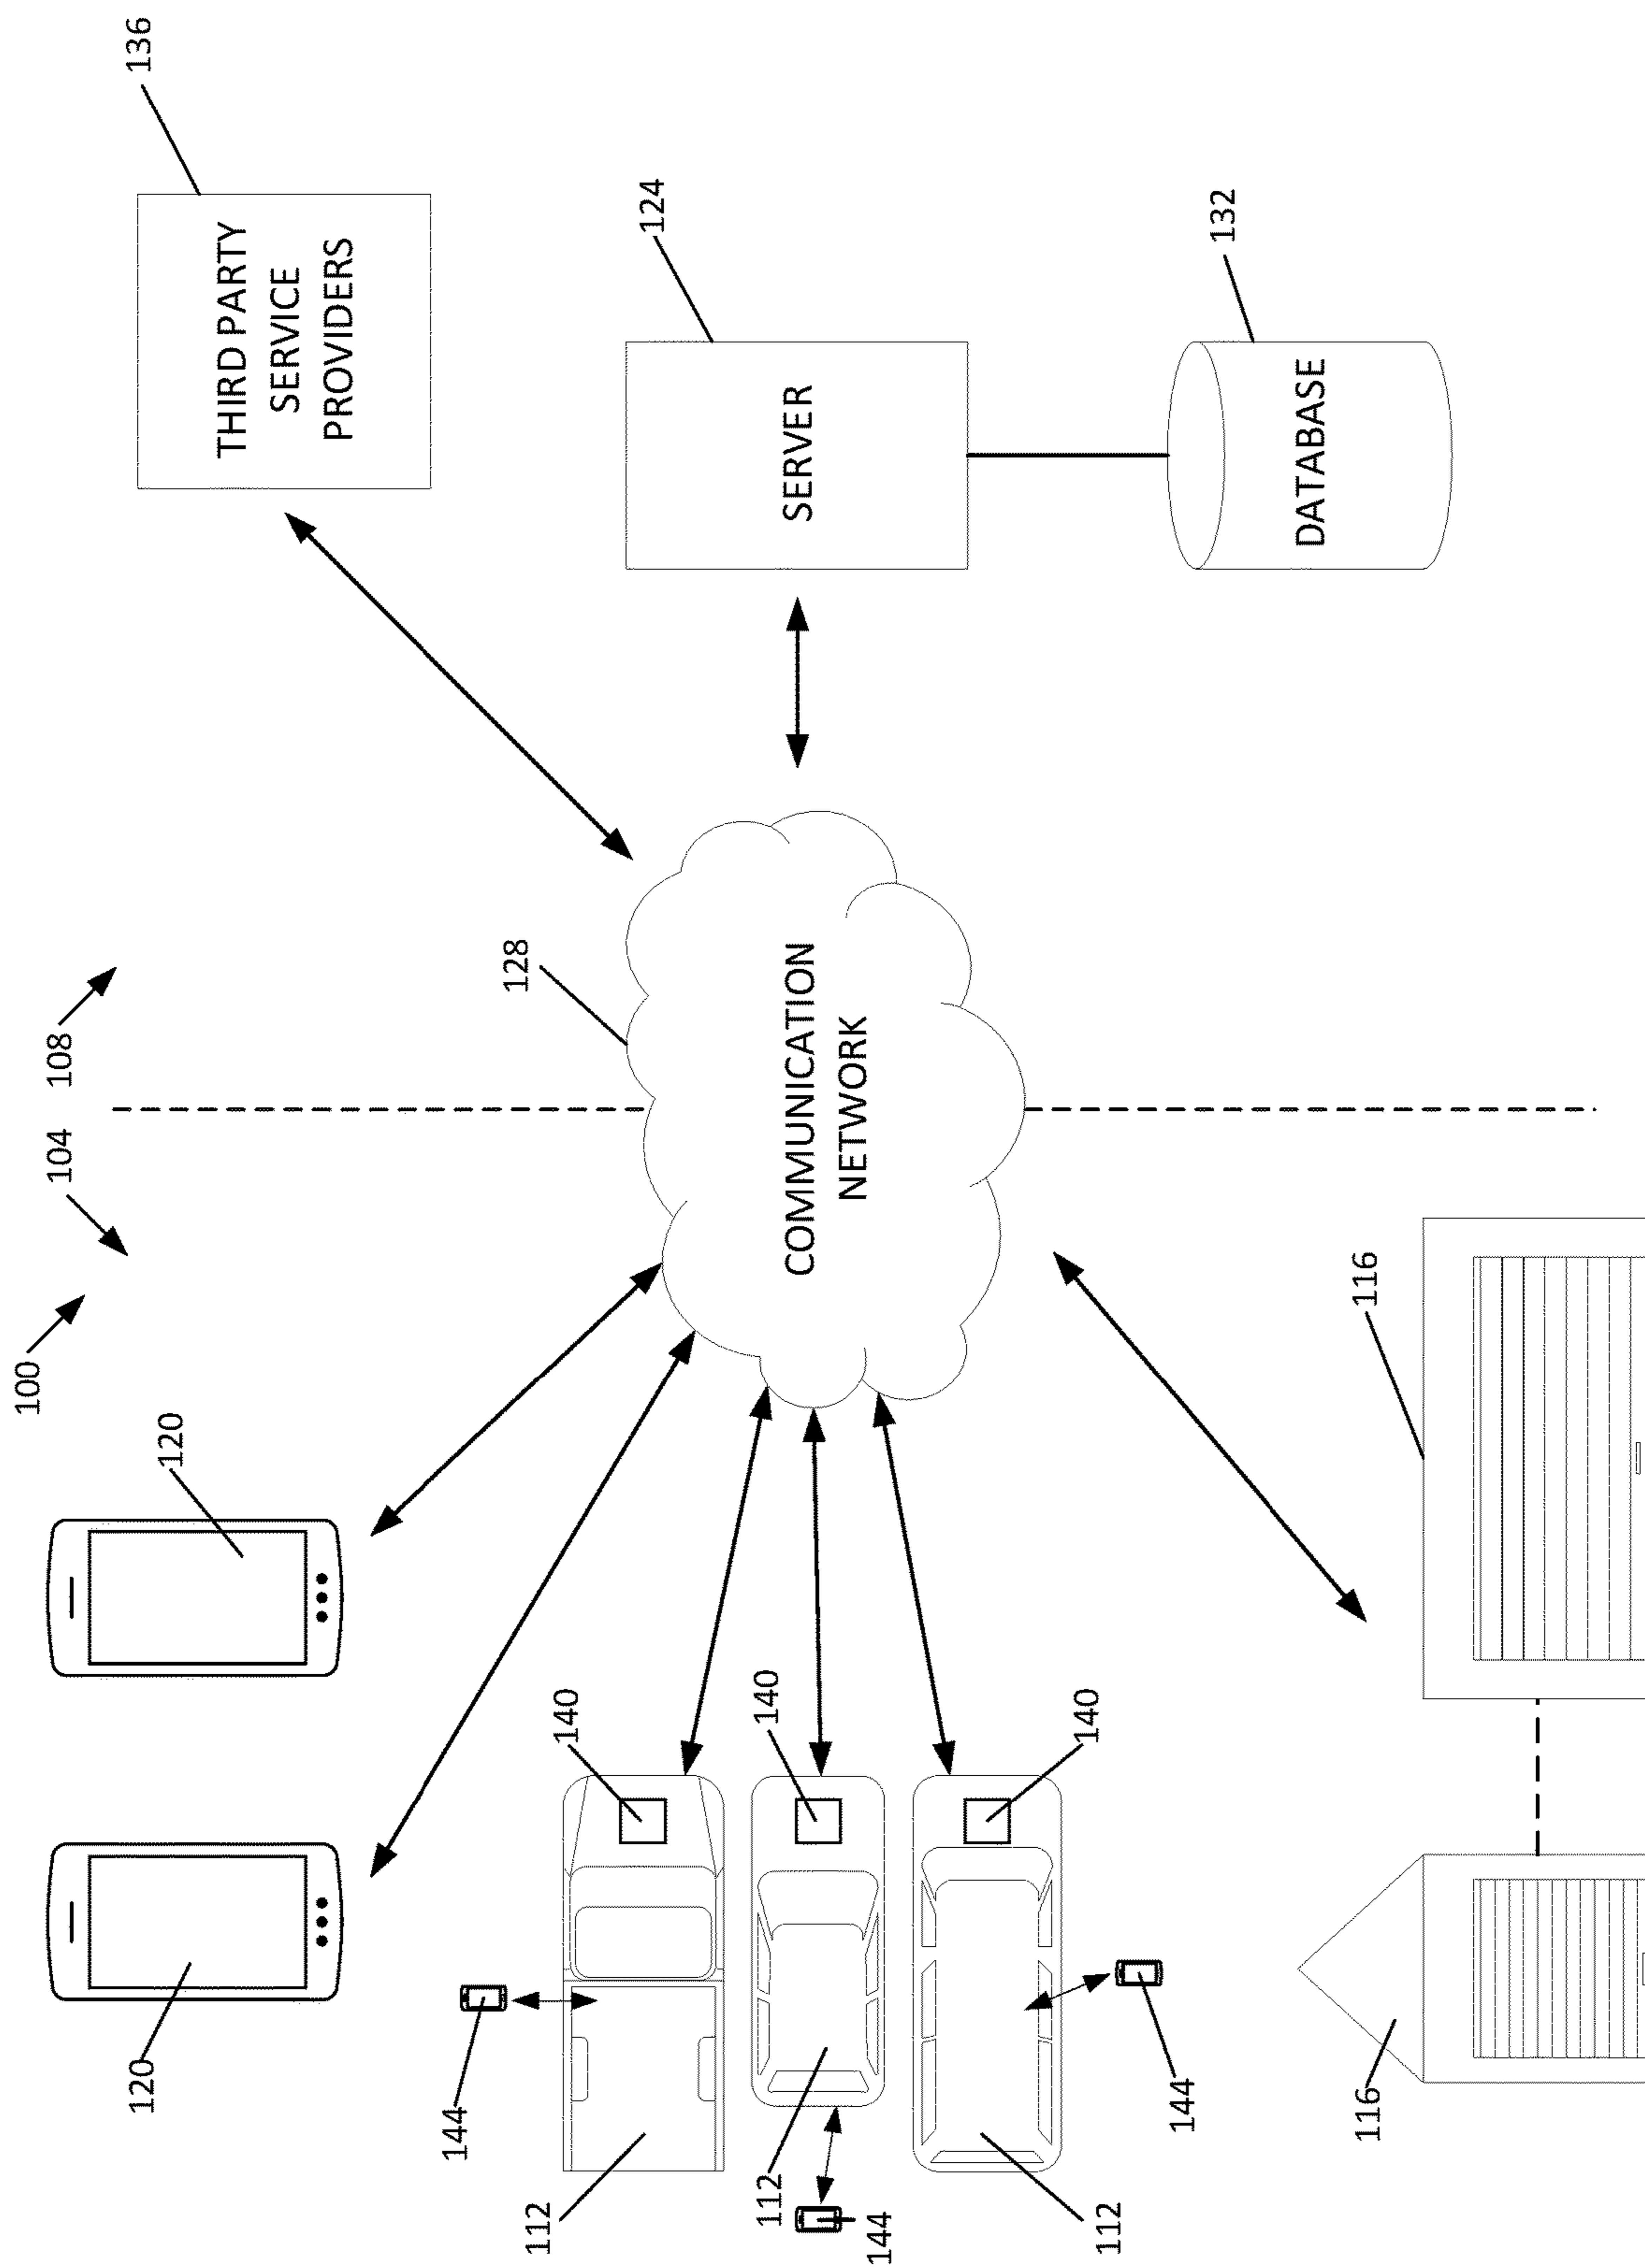 100
104
108
136
120
120
THIRD PARTY
SERVICE
PROVIDERS
144
128
112
140
124
112
140
COMMUNICATION
NETWORK
SERVER
144
140
112
144
132
DATABASE
116
116